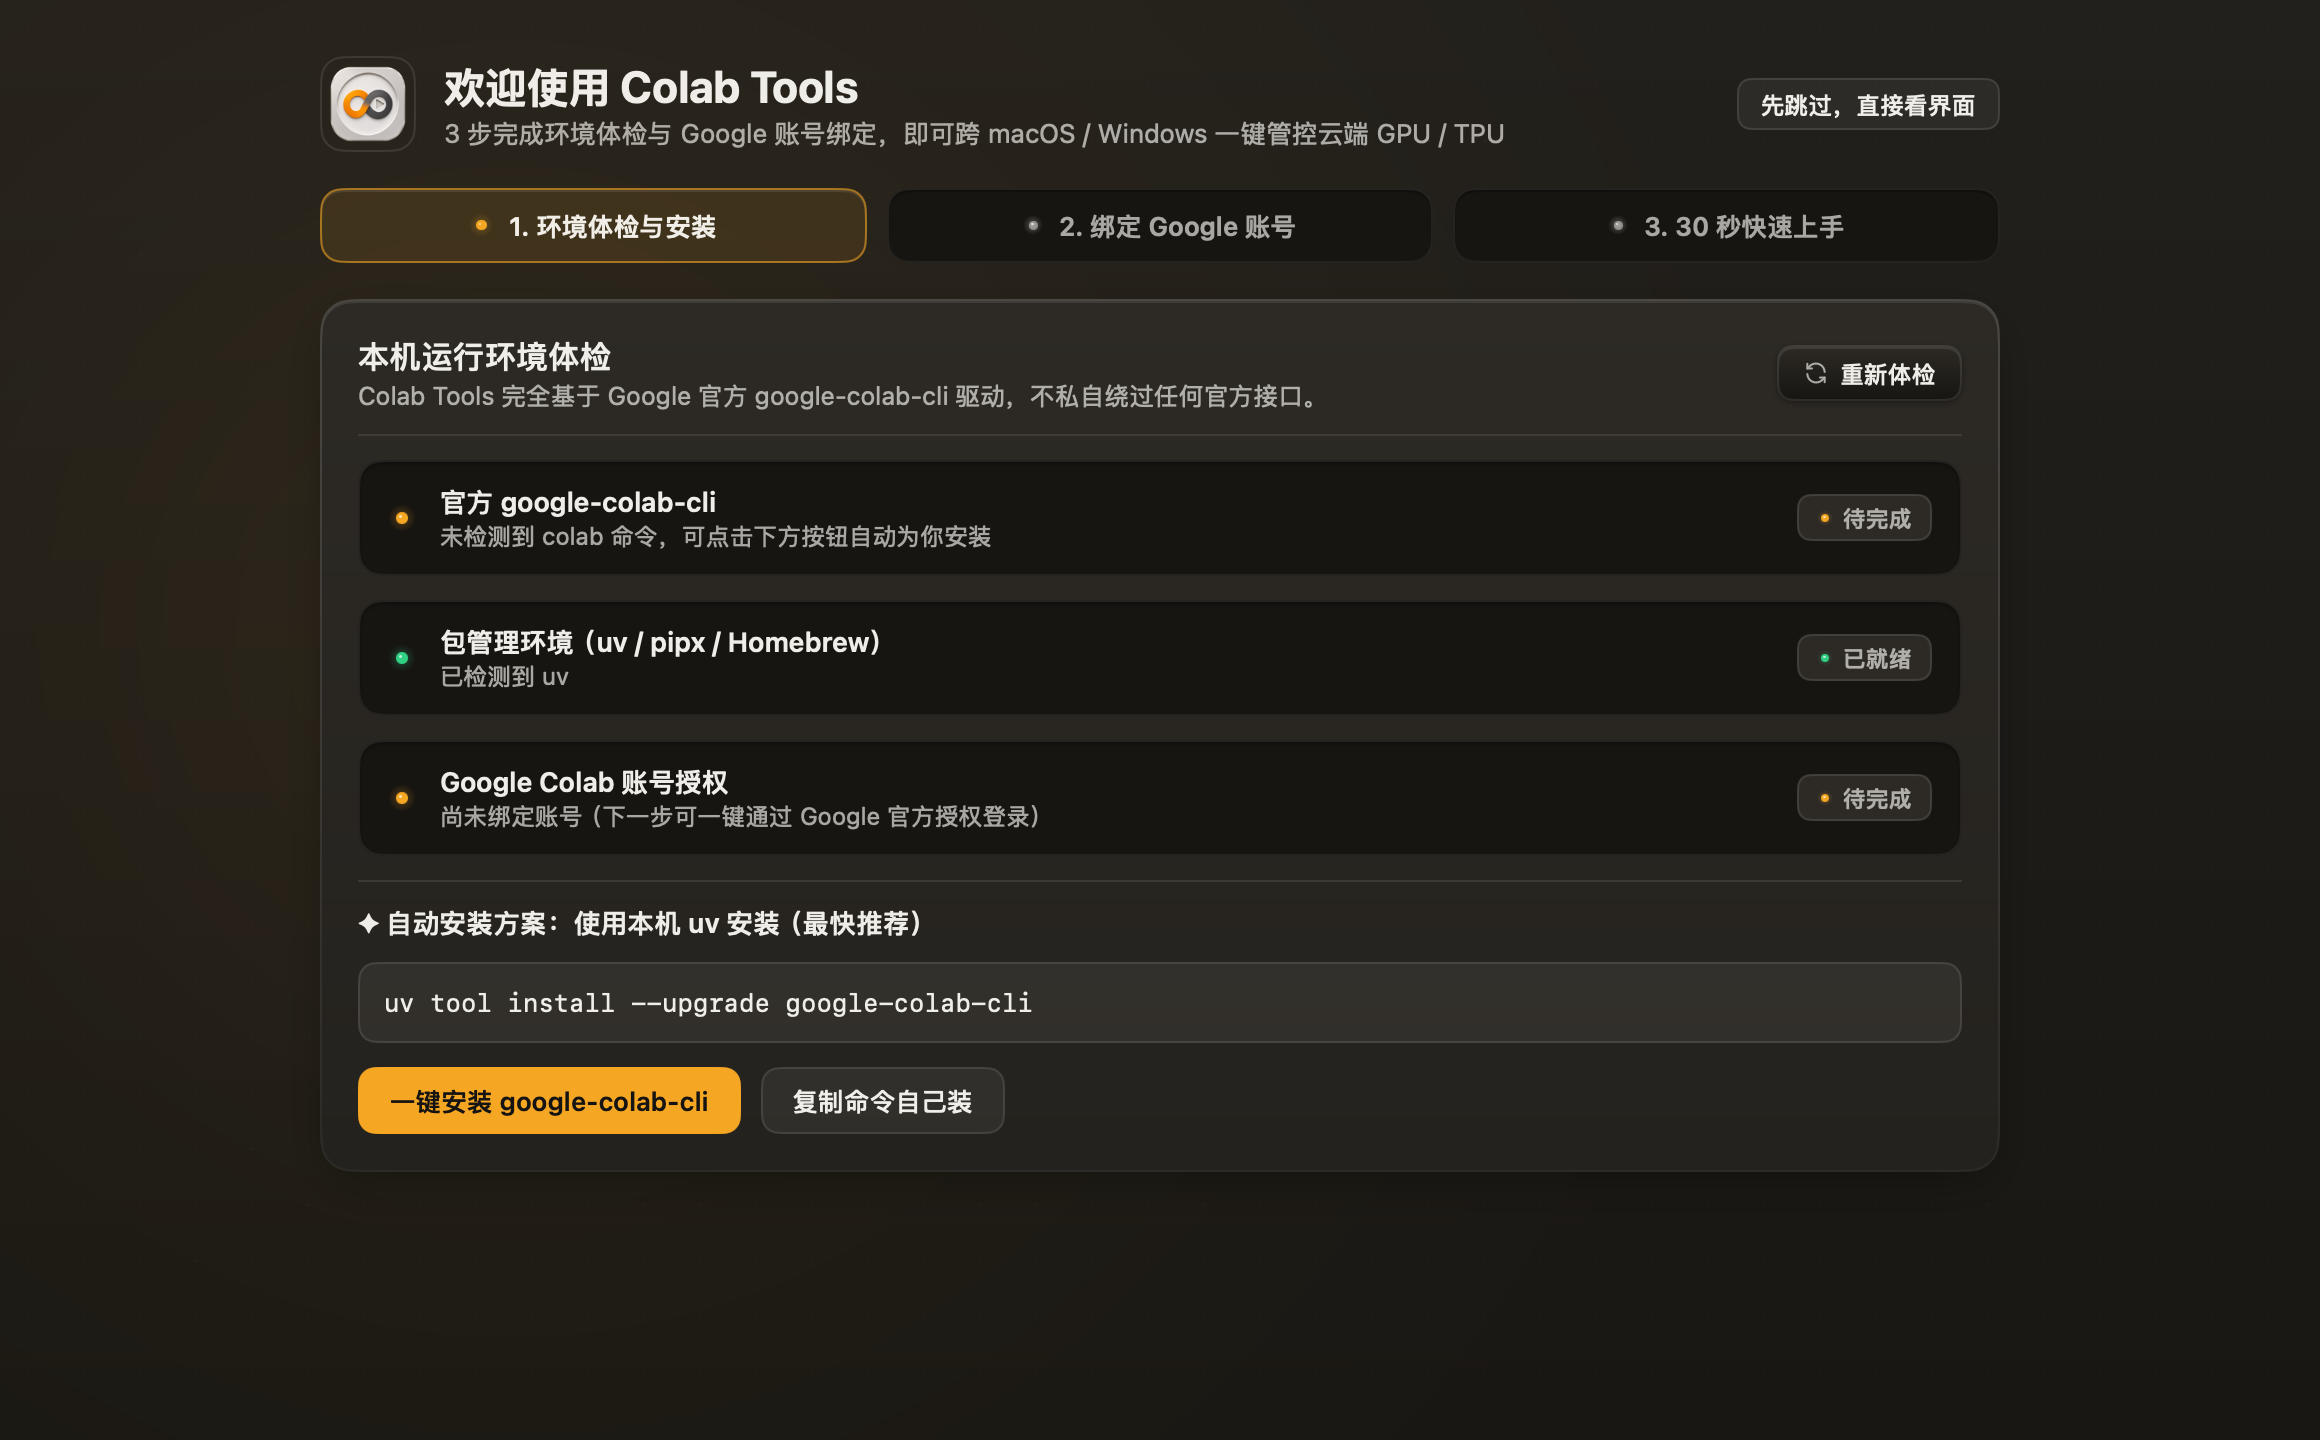 欢迎使用 Colab Tools
3 步完成环境体检与 Google 账号绑定，即可跨 macOS / Windows 一键管控云端 GPU / TPU
先跳过，直接看界面
1. 环境体检与安装
2. 绑定 Google 账号
3. 30 秒快速上手
本机运行环境体检
Colab Tools 完全基于 Google 官方 google-colab-cli 驱动，不私自绕过任何官方接口。
重新体检
官方 google-colab-cli
未检测到 colab 命令，可点击下方按钮自动为你安装
待完成
包管理环境（uv / pipx / Homebrew）
已检测到 uv
已就绪
Google Colab 账号授权
尚未绑定账号（下一步可一键通过 Google 官方授权登录）
待完成
✦ 自动安装方案：使用本机 uv 安装（最快推荐）
uv tool install --upgrade google-colab-cli
一键安装 google-colab-cli
复制命令自己装